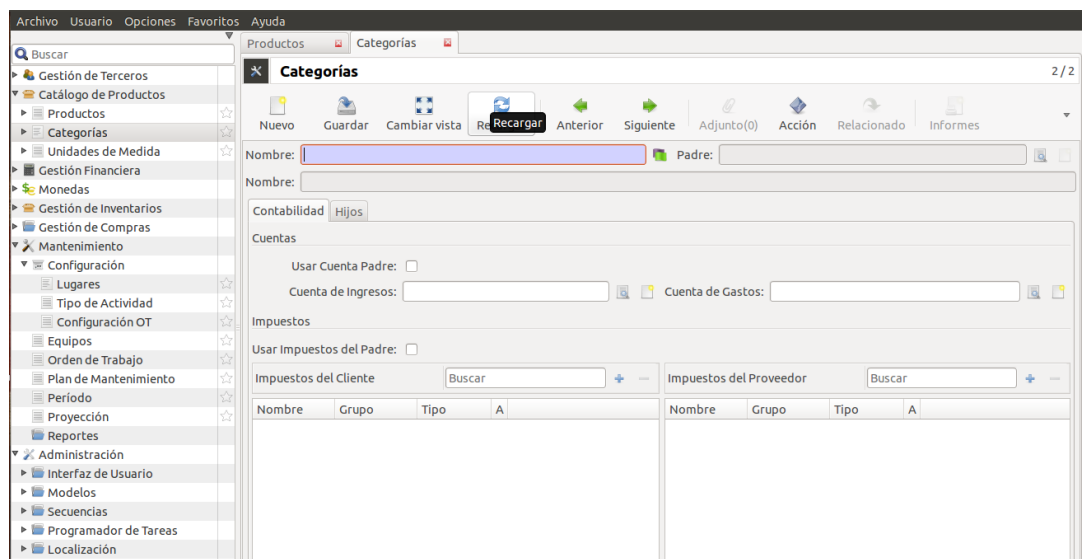 Archivo Usuario Opciones Favoritos Ayuda
Buscar
Gestión de Terceros
Catálogo de Productos
Productos
Categorías
Unidades de Medida
Gestión Financiera
Monedas
Gestión de Inventarios
Gestión de Compras
Mantenimiento
Configuración
Lugares
Tipo de Actividad
Configuración OT
Equipos
Orden de Trabajo
Plan de Mantenimiento
Período
Proyección
Reportes
Administración
Interfaz de Usuario
Modelos
Secuencias
Programador de Tareas
Localización
Productos Categorías
Categorías 2/2
Nuevo Guardar Cambiar vista Re Recargar Anterior Siguiente Adjunto(0) Acción Relacionado Informes
Nombre: Padre:
Nombre:
Contabilidad Hijos
Cuentas
Usar Cuenta Padre:
Cuenta de Ingresos: Cuenta de Gastos:
Impuestos
Usar Impuestos del Padre:
Impuestos del Cliente Buscar Impuestos del Proveedor Buscar
Nombre Grupo Tipo A Nombre Grupo Tipo A